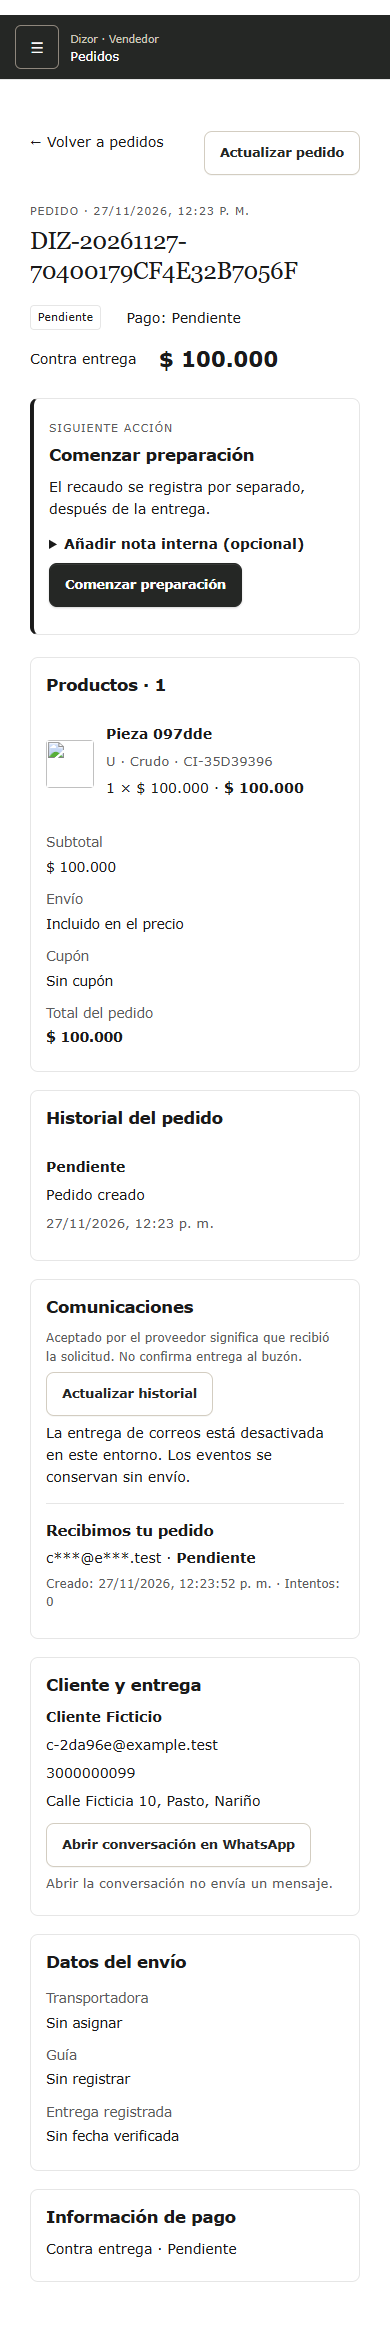 ☰
Dizor · Vendedor
Pedidos
← Volver a pedidos
Actualizar pedido
PEDIDO · 27/11/2026, 12:23 P. M.
DIZ-20261127-
70400179CF4E32B7056F
Pendiente
Pago: Pendiente
Contra entrega
$ 100.000
SIGUIENTE ACCIÓN
Comenzar preparación
El recaudo se registra por separado,
después de la entrega.
▶ Añadir nota interna (opcional)
Comenzar preparación
Productos · 1
Pieza 097dde
U · Crudo · CI-35D39396
1 × $ 100.000 · $ 100.000
Subtotal
$ 100.000
Envío
Incluido en el precio
Cupón
Sin cupón
Total del pedido
$ 100.000
Historial del pedido
Pendiente
Pedido creado
27/11/2026, 12:23 p. m.
Comunicaciones
Aceptado por el proveedor significa que recibió
la solicitud. No confirma entrega al buzón.
Actualizar historial
La entrega de correos está desactivada
en este entorno. Los eventos se
conservan sin envío.
Recibimos tu pedido
c***@e***.test · Pendiente
Creado: 27/11/2026, 12:23:52 p. m. · Intentos:
0
Cliente y entrega
Cliente Ficticio
c-2da96e@example.test
3000000099
Calle Ficticia 10, Pasto, Nariño
Abrir conversación en WhatsApp
Abrir la conversación no envía un mensaje.
Datos del envío
Transportadora
Sin asignar
Guía
Sin registrar
Entrega registrada
Sin fecha verificada
Información de pago
Contra entrega · Pendiente